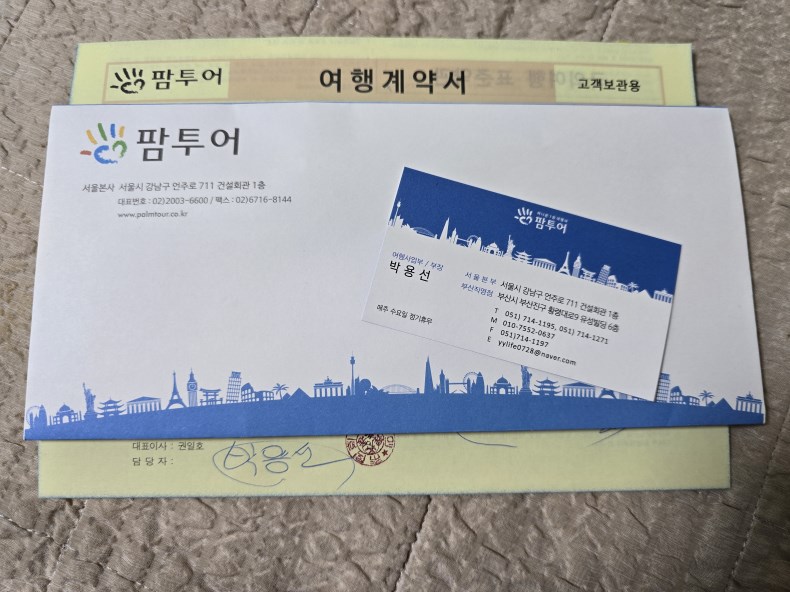 팜투어 여행계약서 고객보관용
팜투어
서울본사 서울시 강남구 언주로 711 건설회관 1층
대표번호 : 02)2003-6600 / 팩스 : 02)6716-8144
www.palmtour.co.kr
팜투어
여행사업부 / 부장
박용선
서울본부 서울시 강남구 언주로 711 건설회관 1층
부산직영점 부산시 부산진구 황령대로9 유성빌딩 6층
T 051) 714-1195, 051) 714-1271
M 010-7552-0637
F 051)714-1197
E yylife0728@naver.com
매주 수요일 정기휴무
대표이사 : 권일호
담당자 : 박용선